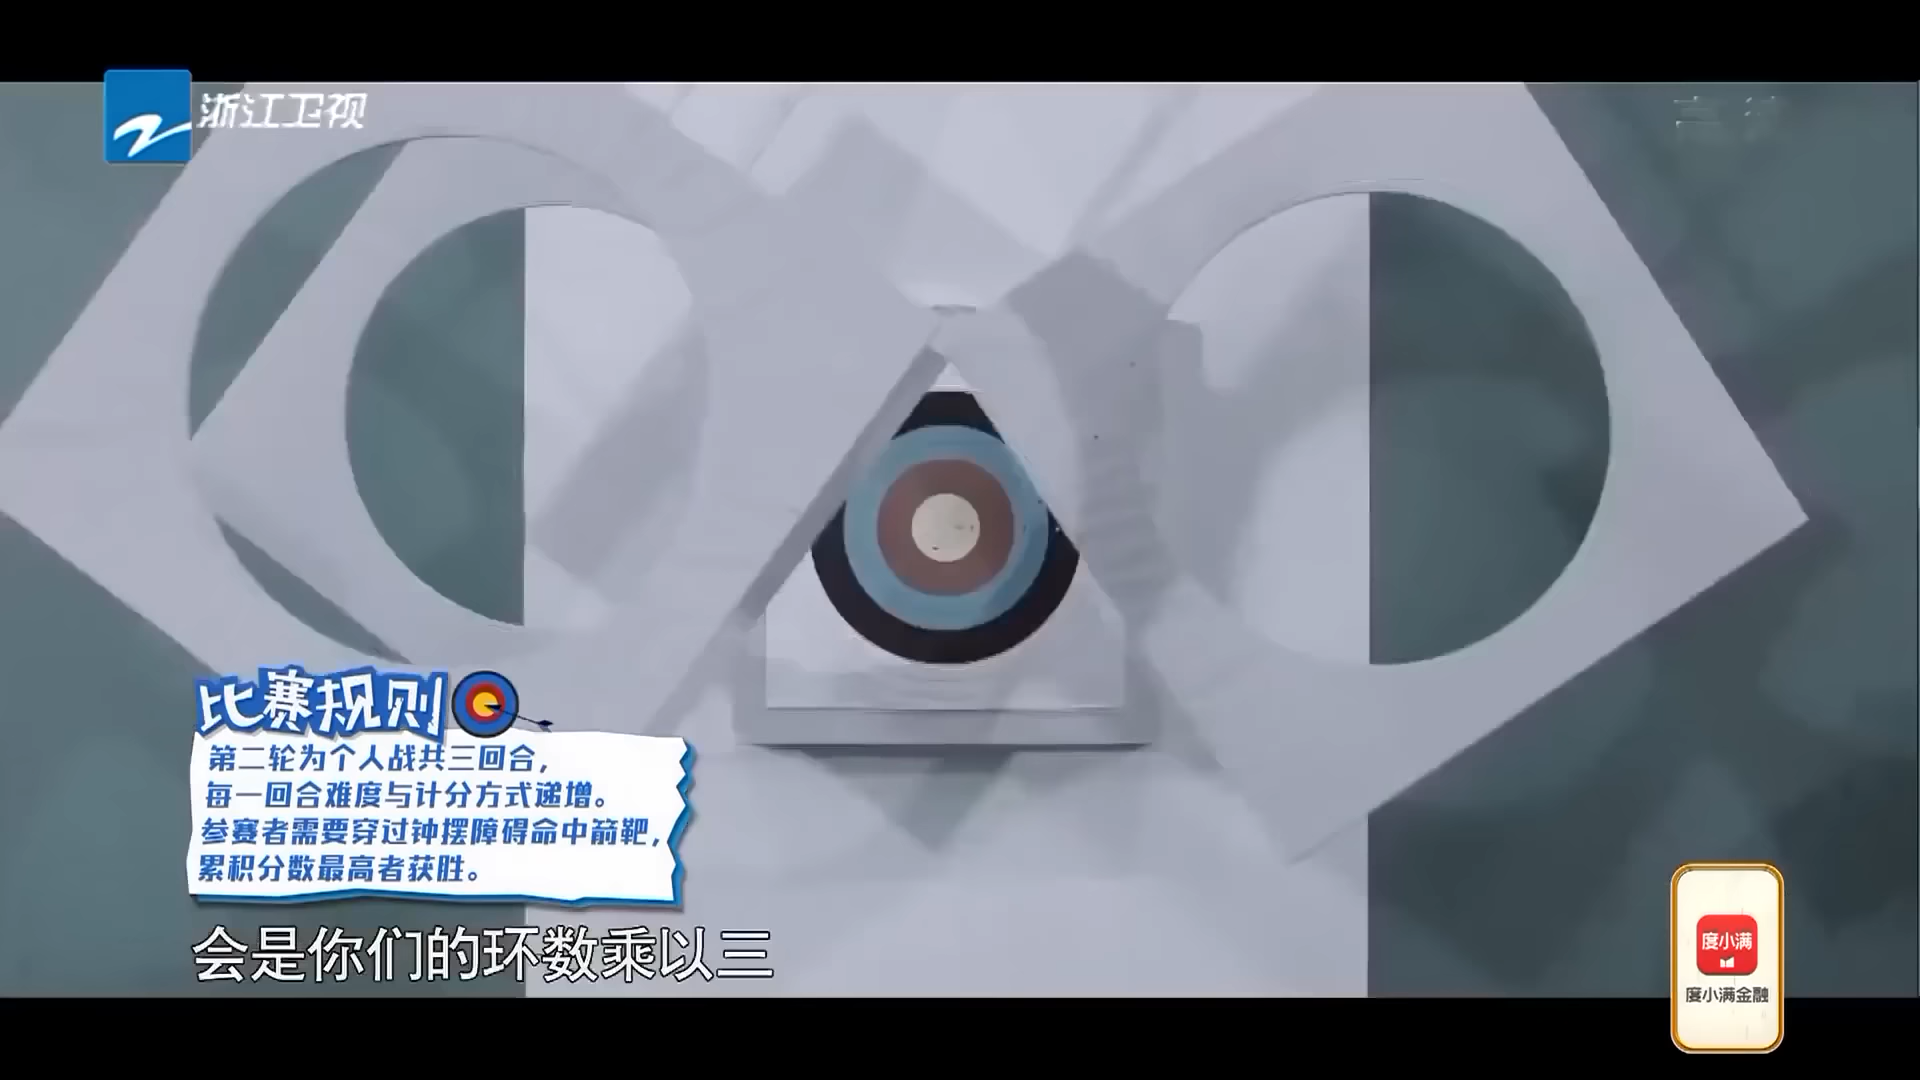 浙江卫视
高清
比赛规则
第二轮为个人战共三回合，
每一回合难度与计分方式递增。
参赛者需要穿过钟摆障碍命中箭靶，
累积分数最高者获胜。
会是你们的环数乘以三
度小满
度小满金融